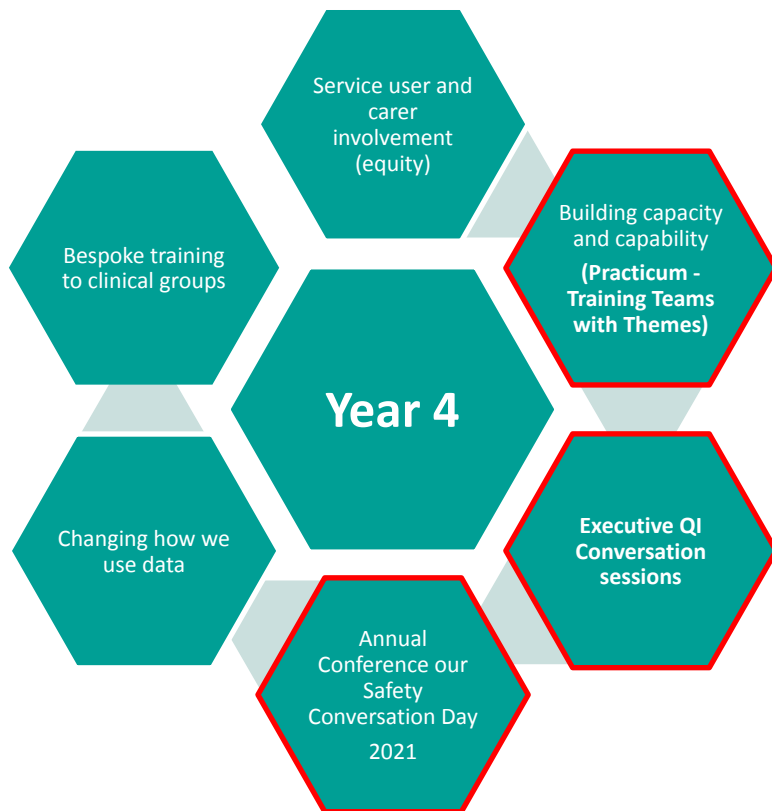 Service user and
carer
involvement
(equity)
Building capacity
and capability
(Practicum -
Training Teams
with Themes)
Bespoke training
to clinical groups
Year 4
Executive QI
Conversation
sessions
Changing how we
use data
Annual
Conference our
Safety
Conversation Day
2021